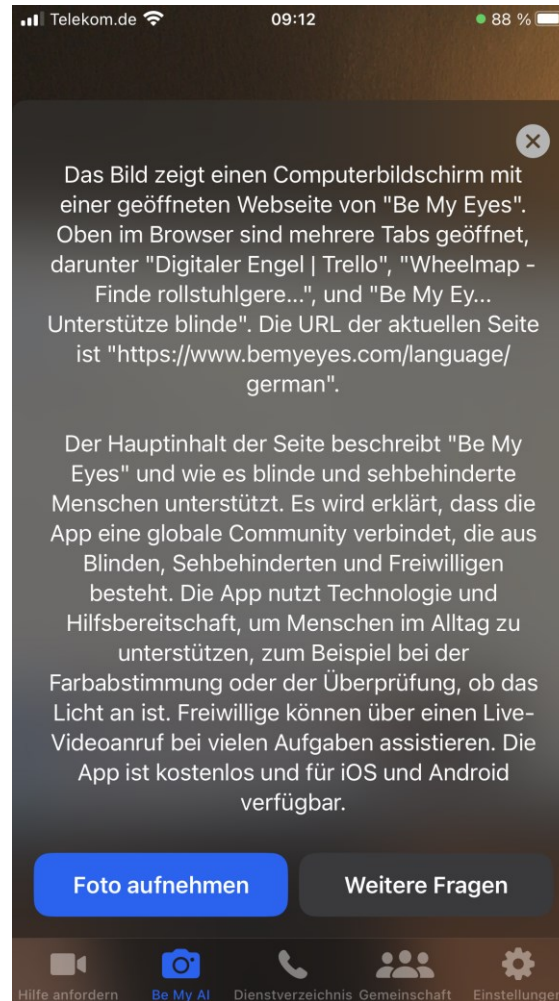 Telekom.de
09:12
88 %
Das Bild zeigt einen Computerbildschirm mit
einer geöffneten Webseite von "Be My Eyes".
Oben im Browser sind mehrere Tabs geöffnet,
darunter "Digitaler Engel | Trello", "Wheelmap -
Finde rollstuhlgere...", und "Be My Ey...
Unterstütze blinde". Die URL der aktuellen Seite
ist "https://www.bemyeyes.com/language/
german".
Der Hauptinhalt der Seite beschreibt "Be My
Eyes" und wie es blinde und sehbehinderte
Menschen unterstützt. Es wird erklärt, dass die
App eine globale Community verbindet, die aus
Blinden, Sehbehinderten und Freiwilligen
besteht. Die App nutzt Technologie und
Hilfsbereitschaft, um Menschen im Alltag zu
unterstützen, zum Beispiel bei der
Farbabstimmung oder der Überprüfung, ob das
Licht an ist. Freiwillige können über einen Live-
Videoanruf bei vielen Aufgaben assistieren. Die
App ist kostenlos und für iOS und Android
verfügbar.
Foto aufnehmen
Weitere Fragen
Hilfe anfordern
Be My AI
Dienstverzeichnis
Gemeinschaft
Einstellungen